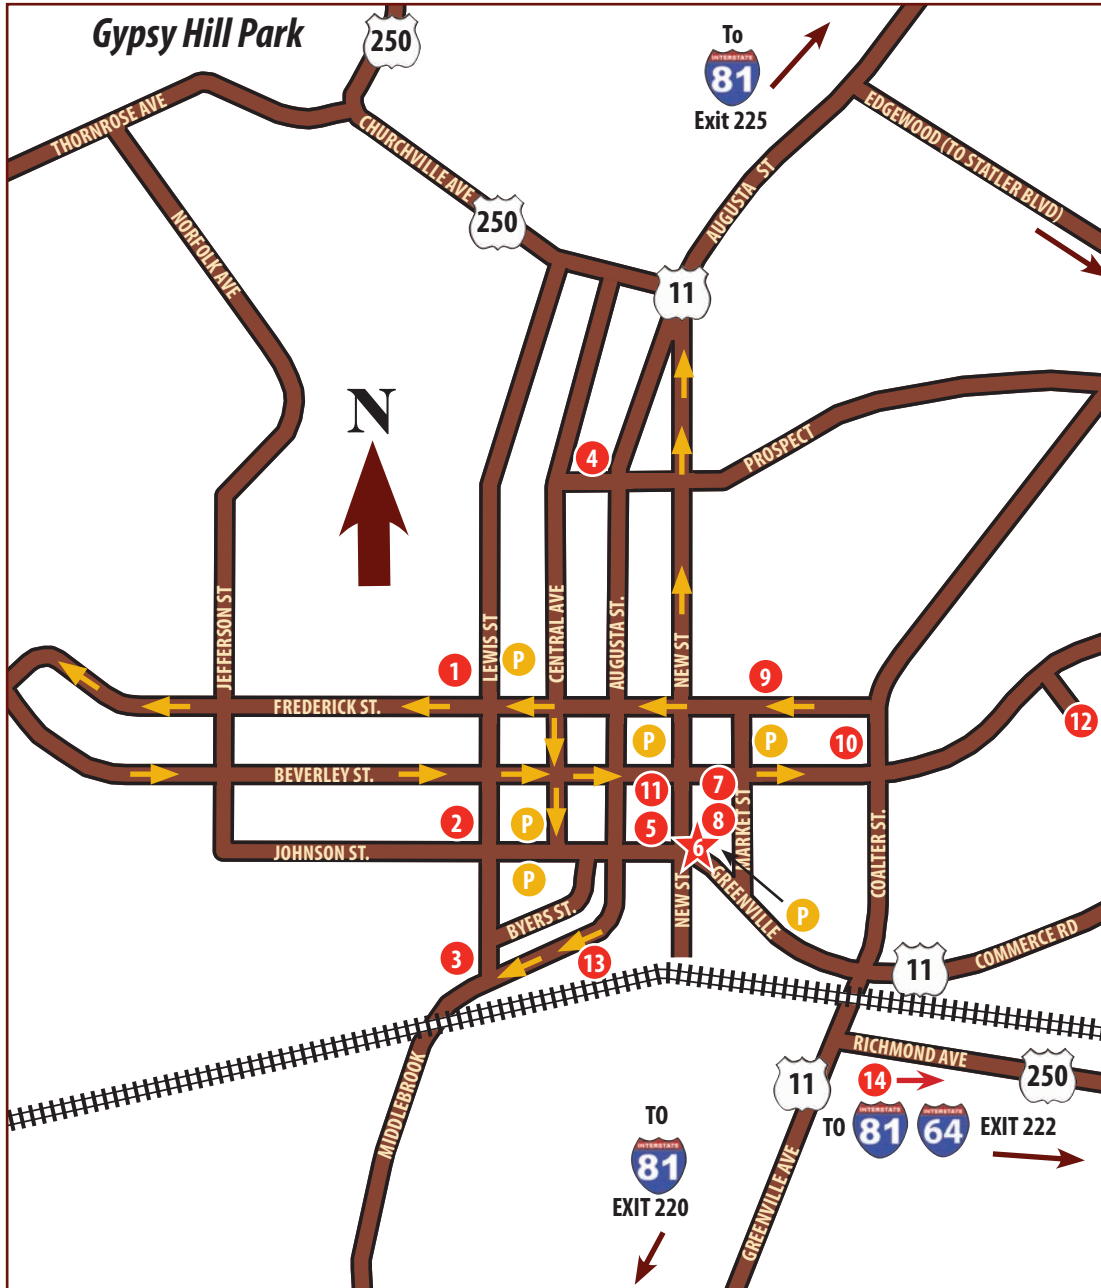 Gypsy Hill Park
250
To
INTERSTATE
81
Exit 225
THORNROSE AVE
CHURCHVILLE AVE
EDGEWOOD (TO STATLER BLVD)
AUGUSTA ST
NORFOLK AVE
250
11
N
4
PROSPECT
JEFFERSON ST
LEWIS ST
CENTRAL AVE
AUGUSTA ST.
NEW ST
1
P
9
FREDERICK ST.
12
P
P
10
BEVERLEY ST.
11
7
2
P
5
8
MARKET ST
COALTER ST.
JOHNSON ST.
6
P
NEW ST
GREENVILLE
P
BYERS ST.
3
13
11
COMMERCE RD
MIDDLEBROOK
RICHMOND AVE
11
14
250
TO
INTERSTATE
81
INTERSTATE
64
EXIT 222
TO
INTERSTATE
81
EXIT 220
GREENVILLE AVE